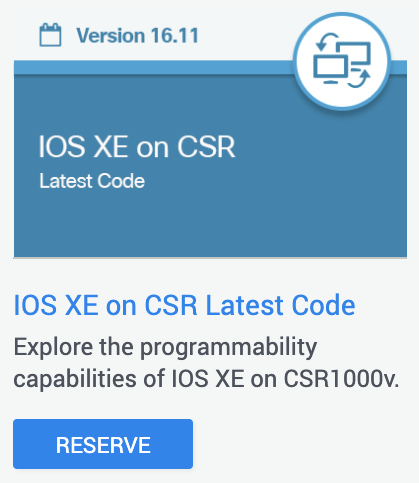 Version 16.11
IOS XE on CSR
Latest Code
IOS XE on CSR Latest Code
Explore the programmability
capabilities of IOS XE on CSR1000v.
RESERVE